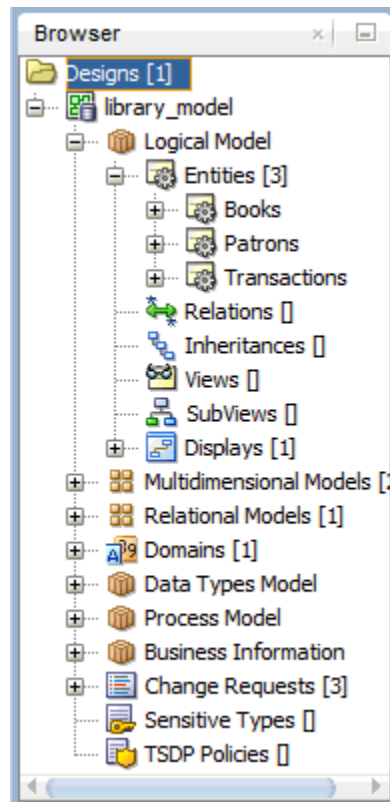 Browser
Designs [1]
library_model
Logical Model
Entities [3]
Books
Patrons
Transactions
Relations []
Inheritances []
Views []
SubViews []
Displays [1]
Multidimensional Models [2
Relational Models [1]
Domains [1]
Data Types Model
Process Model
Business Information
Change Requests [3]
Sensitive Types []
TSDP Policies []